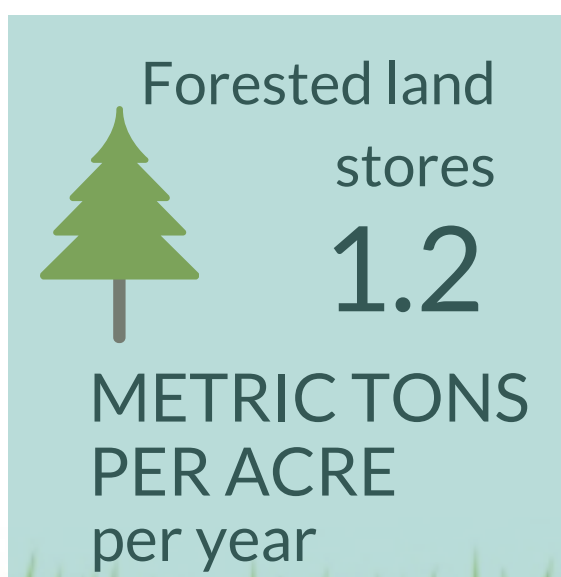 Forested land
stores
1.2
METRIC TONS
PER ACRE
per year